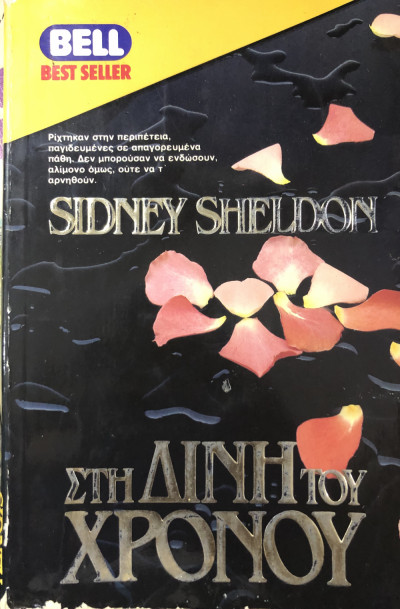 BELL
BEST SELLER
Ρίχτηκαν στην περιπέτεια,
παγιδευμένες σε απαγορευμένα
πάθη. Δεν μπορούσαν να ενδώσουν,
αλίμονο όμως, ούτε να τ'
αρνηθούν.
SIDNEY SHELDON
ΣΤΗ ΔΙΝΗ ΤΟΥ
ΧΡΟΝΟΥ